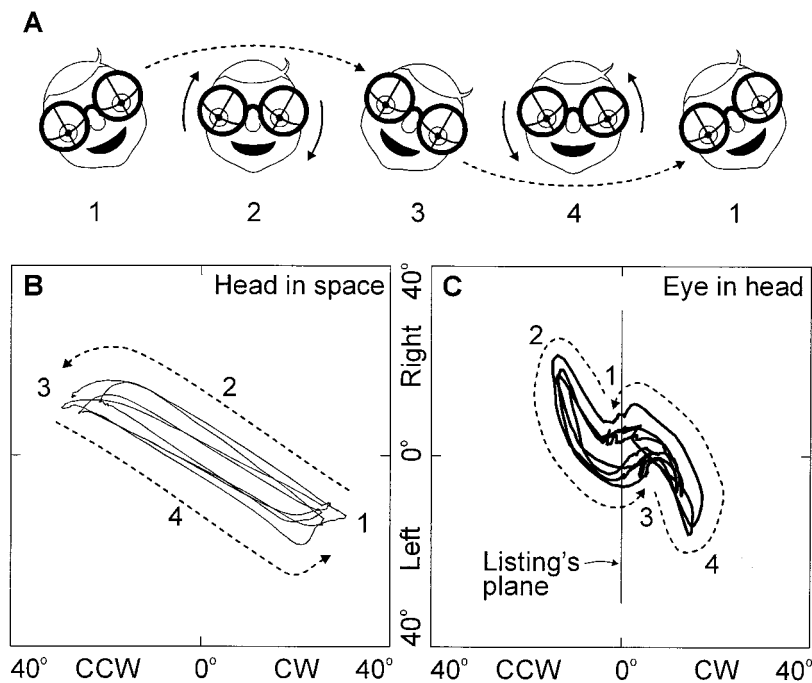 A
1 2 3 4 1
B Head in space
C Eye in head
40° Right 0° Left 40°
2
3
4
1
2
1
3
4
Listing's
plane
40° CCW 0° CW 40°
40° CCW 0° CW 40°